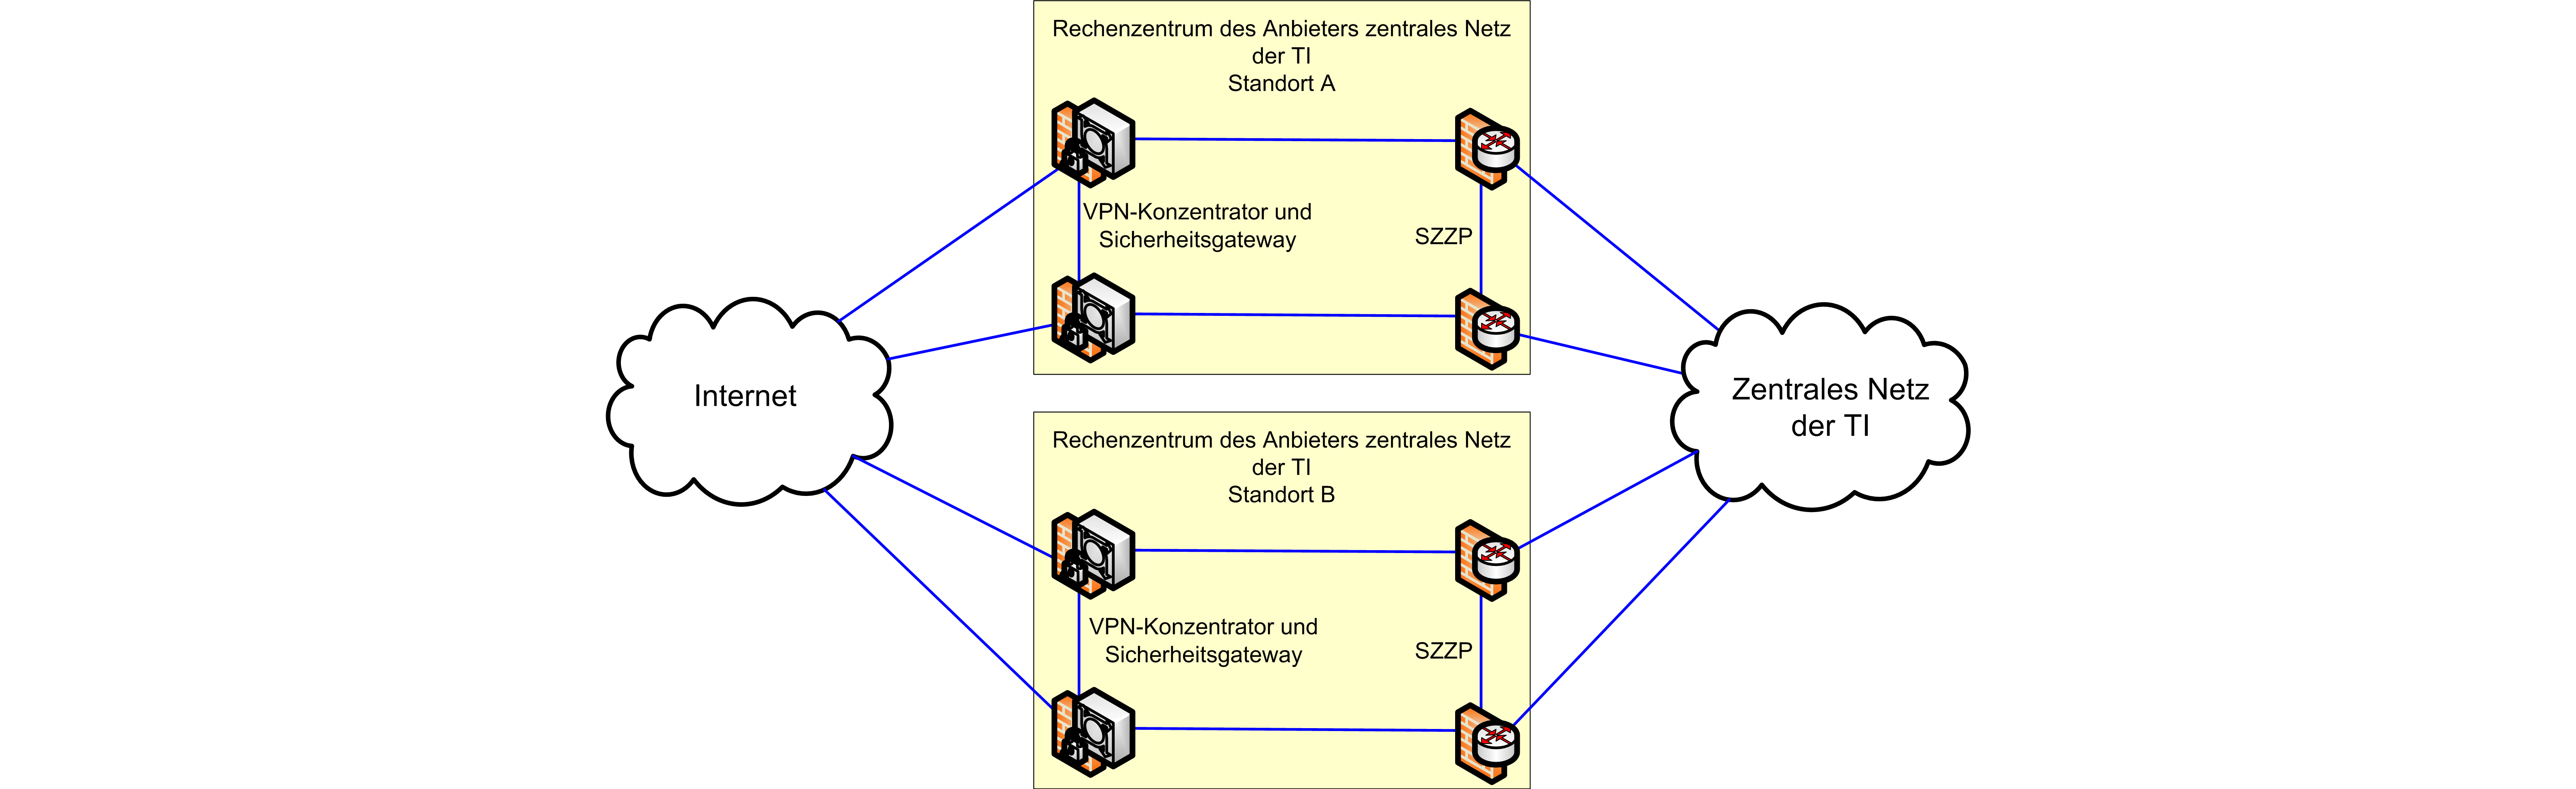 Rechenzentrum des Anbieters zentrales Netz
der TI
Standort A
VPN-Konzentrator und
Sicherheitsgateway
SZZP
Internet
Zentrales Netz
der TI
Rechenzentrum des Anbieters zentrales Netz
der TI
Standort B
VPN-Konzentrator und
Sicherheitsgateway
SZZP